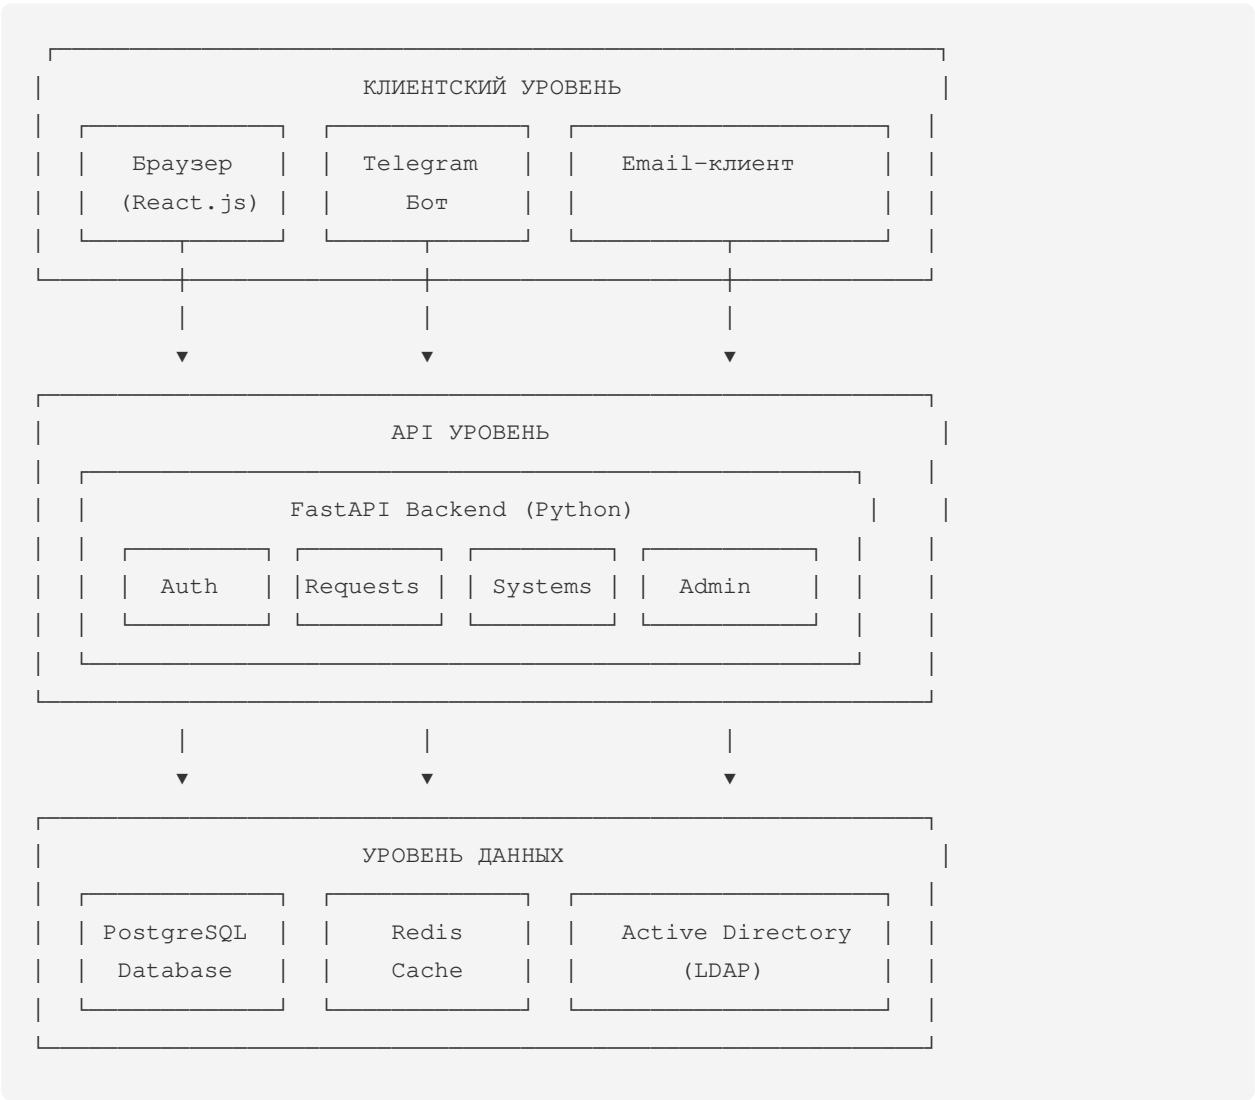 КЛИЕНТСКИЙ УРОВЕНЬ
Браузер Telegram Email-клиент
(React.js) Бот
API УРОВЕНЬ
FastAPI Backend (Python)
Auth Requests Systems Admin
УРОВЕНЬ ДАННЫХ
PostgreSQL Redis Active Directory
Database Cache (LDAP)